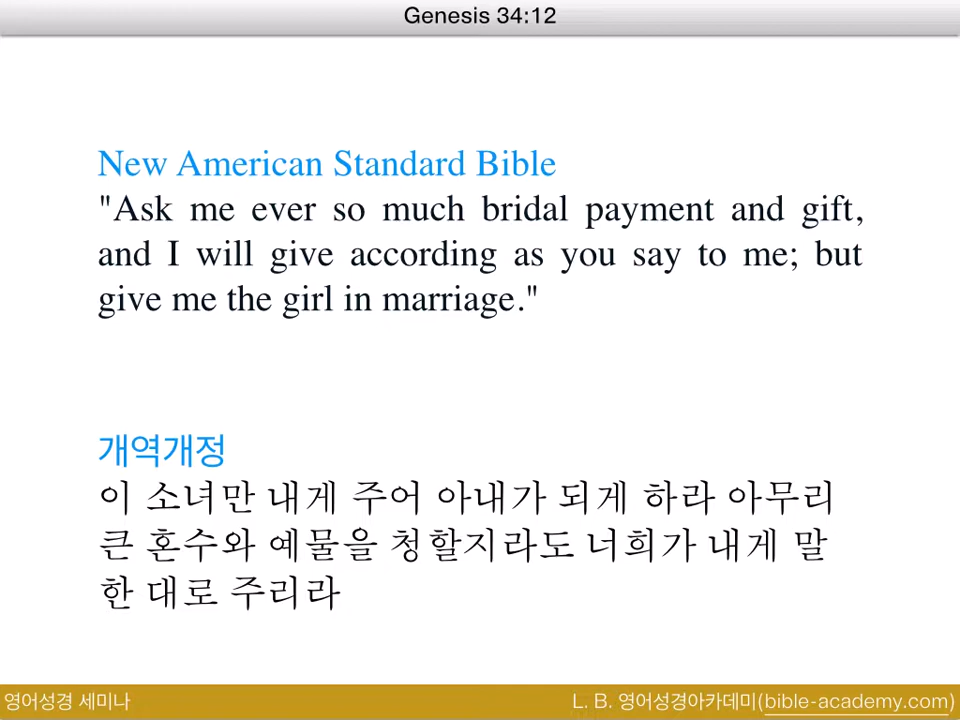 Genesis 34:12
New American Standard Bible
"Ask me ever so much bridal payment and gift,
and I will give according as you say to me; but
give me the girl in marriage."
개역개정
이 소녀만 내게 주어 아내가 되게 하라 아무리
큰 혼수와 예물을 청할지라도 너희가 내게 말
한 대로 주리라
영어성경 세미나
L. B. 영어성경아카데미(bible-academy.com)